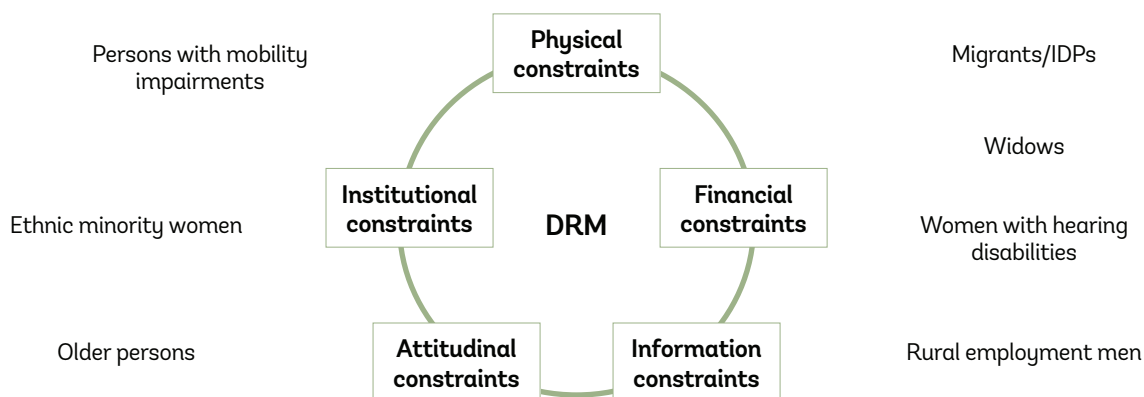 Physical
constraints
Persons with mobility
impairments
Migrants/IDPs
Widows
Institutional
constraints
Financial
constraints
DRM
Ethnic minority women
Women with hearing
disabilities
Older persons
Attitudinal
constraints
Information
constraints
Rural employment men